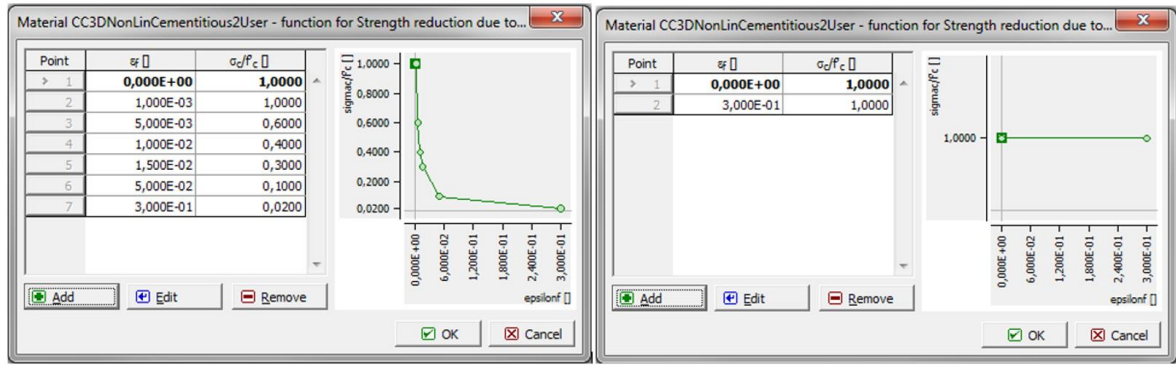 Material CC3DNonLinCementitious2User - function for Strength reduction due to...
Point εf [] σc/f'c []
> 1 0,000E+00 1,0000
2 1,000E-03 1,0000
3 5,000E-03 0,6000
4 1,000E-02 0,4000
5 1,500E-02 0,3000
6 5,000E-02 0,1000
7 3,000E-01 0,0200
sigmac/f'c []
1,0000
0,8000
0,6000
0,4000
0,2000
0,0200
0,000E+00
6,000E-02
1,200E-01
1,800E-01
2,400E-01
3,000E-01
epsilonf []
Add Edit Remove
OK Cancel
Material CC3DNonLinCementitious2User - function for Strength reduction due to...
Point εf [] σc/f'c []
> 1 0,000E+00 1,0000
2 3,000E-01 1,0000
sigmac/f'c []
1,0000
0,000E+00
6,000E-02
1,200E-01
1,800E-01
2,400E-01
3,000E-01
epsilonf []
Add Edit Remove
OK Cancel